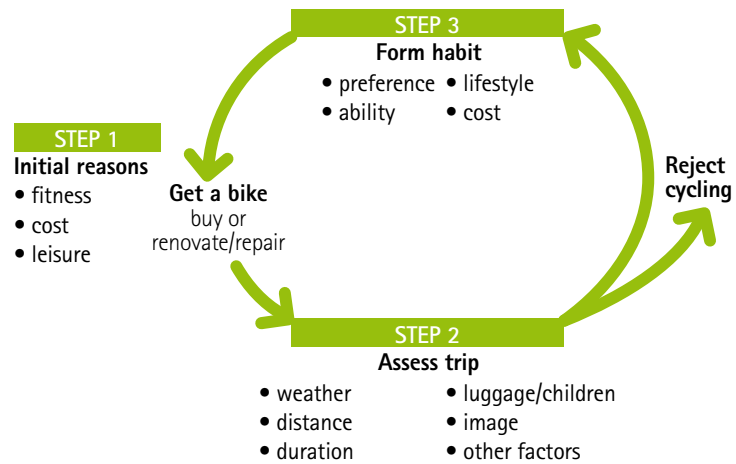 STEP 3
Form habit
• preference • lifestyle
• ability • cost
STEP 1
Initial reasons
• fitness
• cost
• leisure
Get a bike
buy or
renovate/repair
Reject
cycling
STEP 2
Assess trip
• weather
• distance
• duration
• luggage/children
• image
• other factors